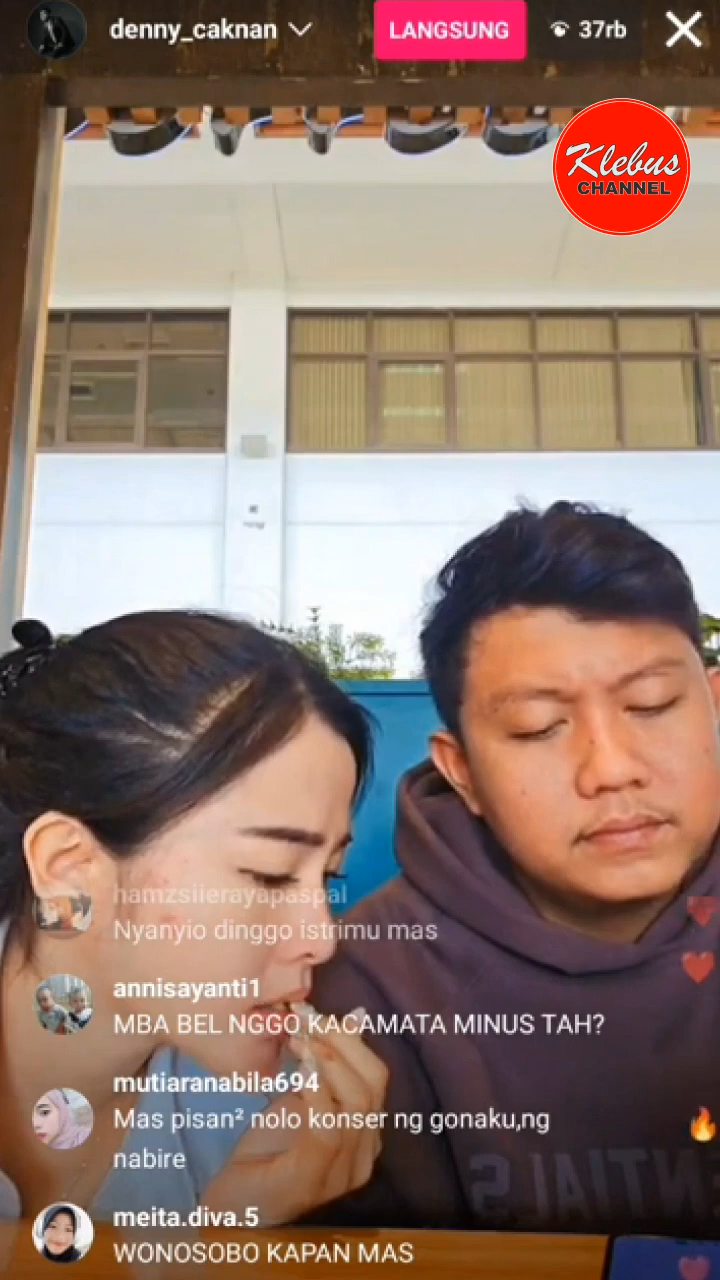 denny_caknan
LANGSUNG
37rb
Klebus
CHANNEL
hamzsiierayapaspal
Nyanyio dinggo istrimu mas
annisayanti1
MBA BEL NGGO KACAMATA MINUS TAH?
mutiaranabila694
Mas pisan² nolo konser ng gonaku,ng
nabire
meita.diva.5
WONOSOBO KAPAN MAS